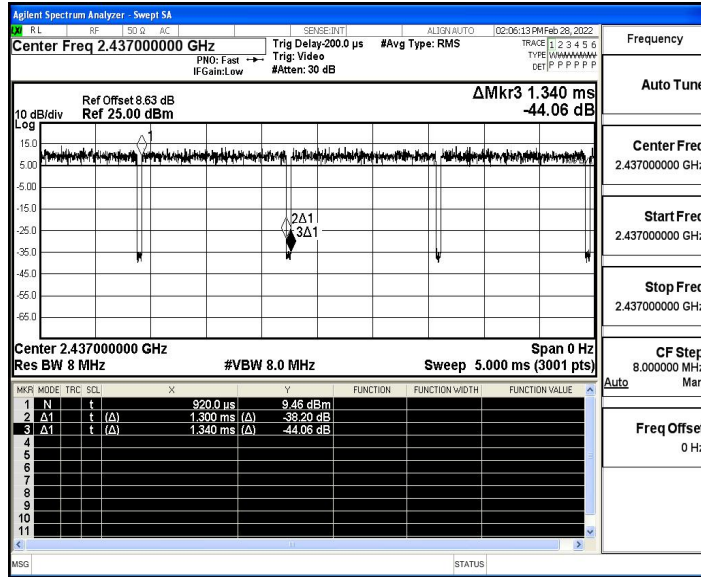 Agilent Spectrum Analyzer - Swept SA
LXI RL RF 50 Ω AC SENSE:INT ALIGN AUTO 02:06:13 PM Feb 28, 2022
Center Freq 2.437000000 GHz
PNO: Fast
IFGain:Low
Trig Delay-200.0 µs
Trig: Video
#Atten: 30 dB
#Avg Type: RMS
TRACE 1 2 3 4 5 6
TYPE WWWWWW
DET P P P P P P
Frequency
Auto Tune
Center Freq
2.437000000 GHz
Start Freq
2.437000000 GHz
Stop Freq
2.437000000 GHz
CF Step
8.000000 MHz
Auto Man
Freq Offset
0 Hz
ΔMkr3 1.340 ms
-44.06 dB
Ref Offset 8.63 dB
10 dB/div Ref 25.00 dBm
Log
15.0
5.00
-5.00
-15.0
-25.0
-35.0
-45.0
-55.0
-65.0
1
2Δ1
3Δ1
Center 2.437000000 GHz Span 0 Hz
Res BW 8 MHz #VBW 8.0 MHz Sweep 5.000 ms (3001 pts)
MKR MODE TRC SCL X Y FUNCTION FUNCTION WIDTH FUNCTION VALUE
1 N t 920.0 µs 9.46 dBm
2 Δ1 t (Δ) 1.300 ms (Δ) -38.20 dB
3 Δ1 t (Δ) 1.340 ms (Δ) -44.06 dB
4
5
6
7
8
9
10
11
MSG STATUS